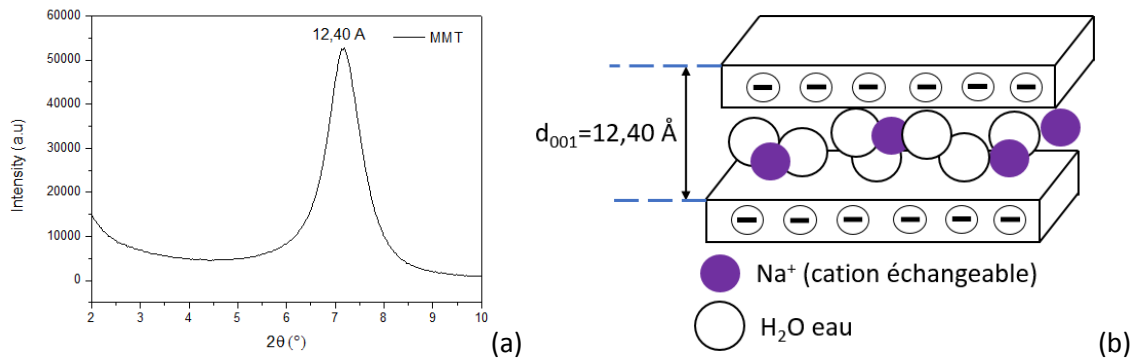 60000
50000
40000
30000
20000
10000
0
Intensity (a.u)
12,40 A
MMT
2 3 4 5 6 7 8 9 10
2θ (°)
(a)
d001=12,40 Å
Na⁺ (cation échangeable)
H₂O eau
(b)